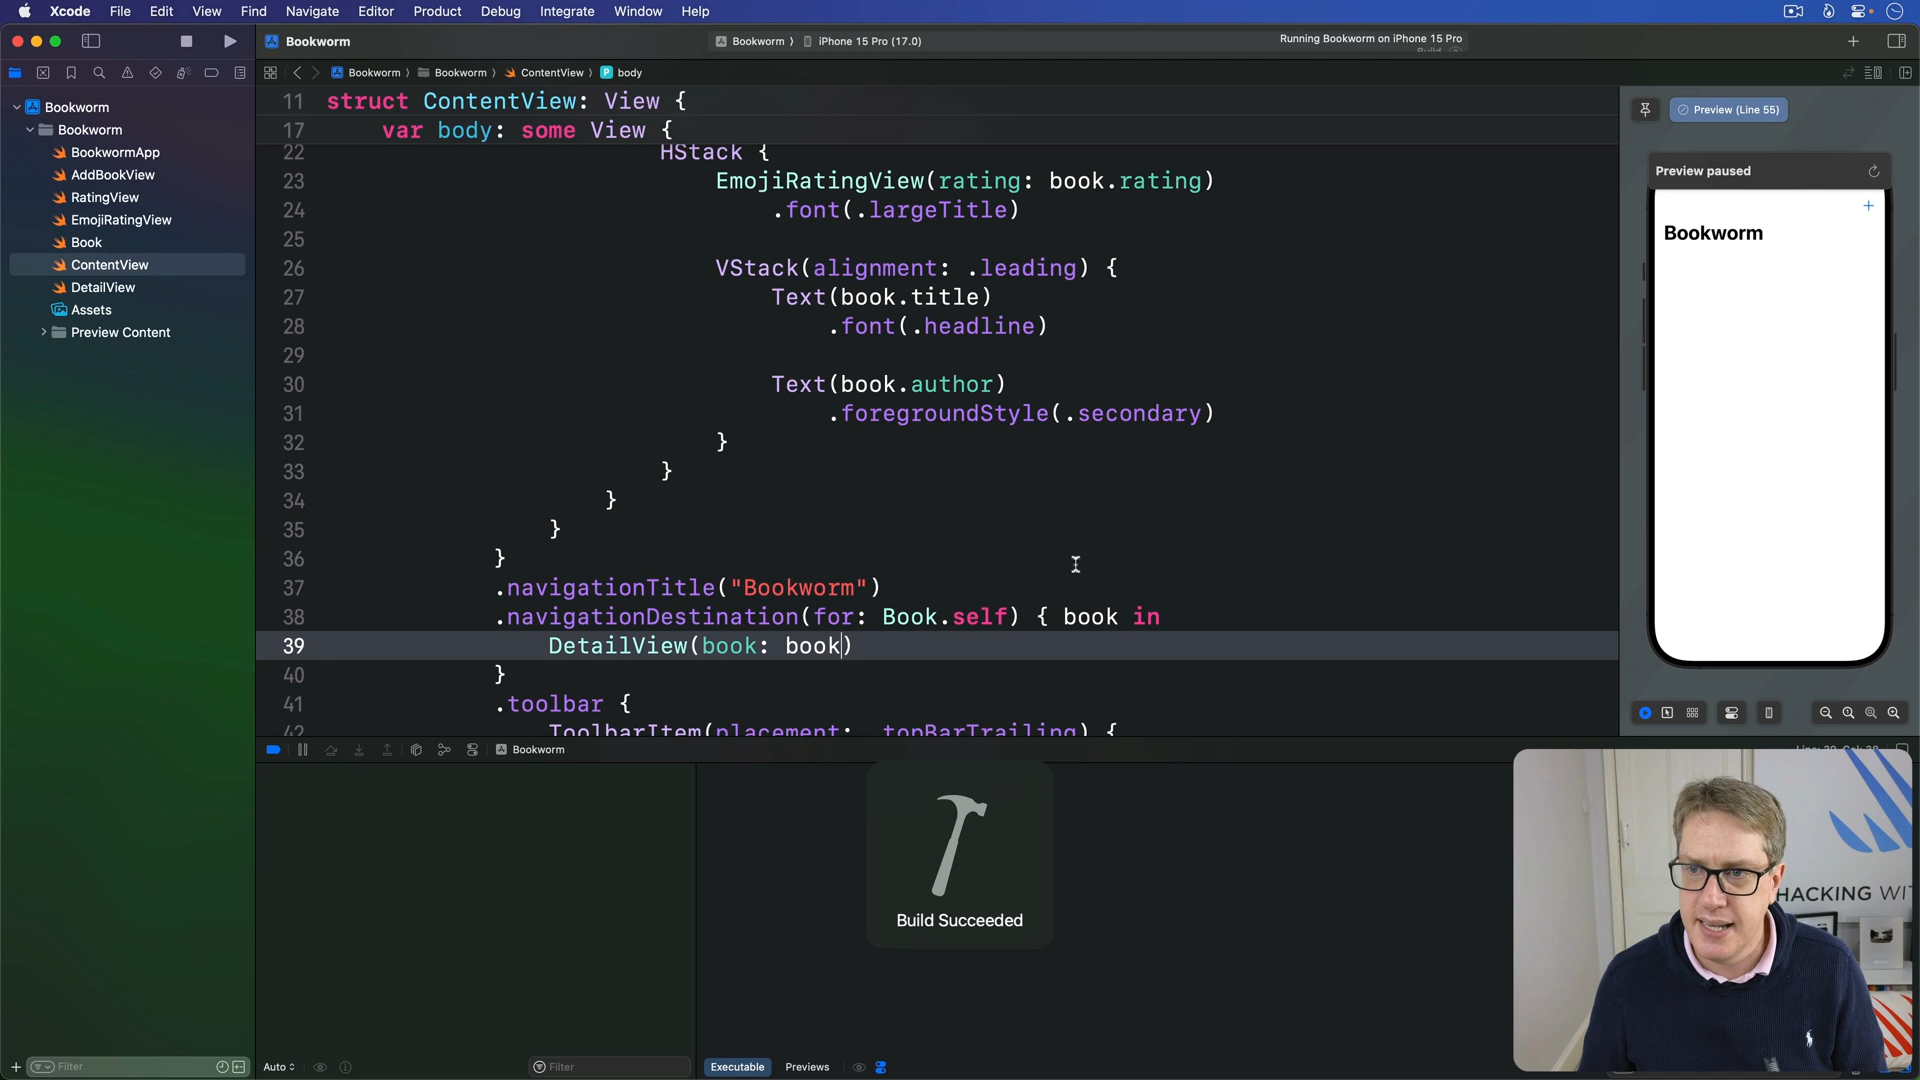 Xcode File Edit View Find Navigate Editor Product Debug Integrate Window Help
Bookworm
Bookworm iPhone 15 Pro (17.0)
Running Bookworm on iPhone 15 Pro
Bookworm Bookworm ContentView P body
Bookworm
Bookworm
BookwormApp
AddBookView
RatingView
EmojiRatingView
Book
ContentView
DetailView
Assets
Preview Content
11 struct ContentView: View {
17 var body: some View {
22 HStack {
23 EmojiRatingView(rating: book.rating)
24 .font(.largeTitle)
25
26 VStack(alignment: .leading) {
27 Text(book.title)
28 .font(.headline)
29
30 Text(book.author)
31 .foregroundStyle(.secondary)
32 }
33 }
34 }
35 }
36 }
37 .navigationTitle("Bookworm")
38 .navigationDestination(for: Book.self) { book in
39 DetailView(book: book)
40 }
41 .toolbar {
42 ToolbarItem(placement: .topBarTrailing) {
Preview (Line 55)
Preview paused
Bookworm
Bookworm
Build Succeeded
HACKING
Filter
Auto
Filter
Executable
Previews